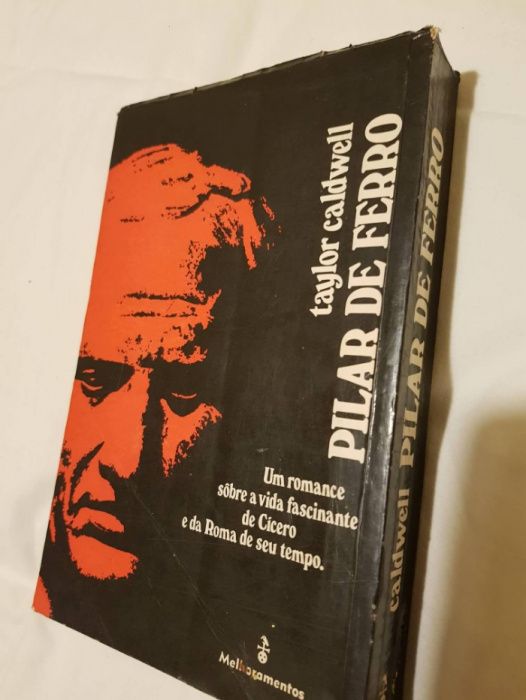 taylor caldwell
PILAR DE FERRO
Um romance
sôbre a vida fascinante
de Cícero
e da Roma de seu tempo.
Melhoramentos
caldwell PILAR DE FERRO